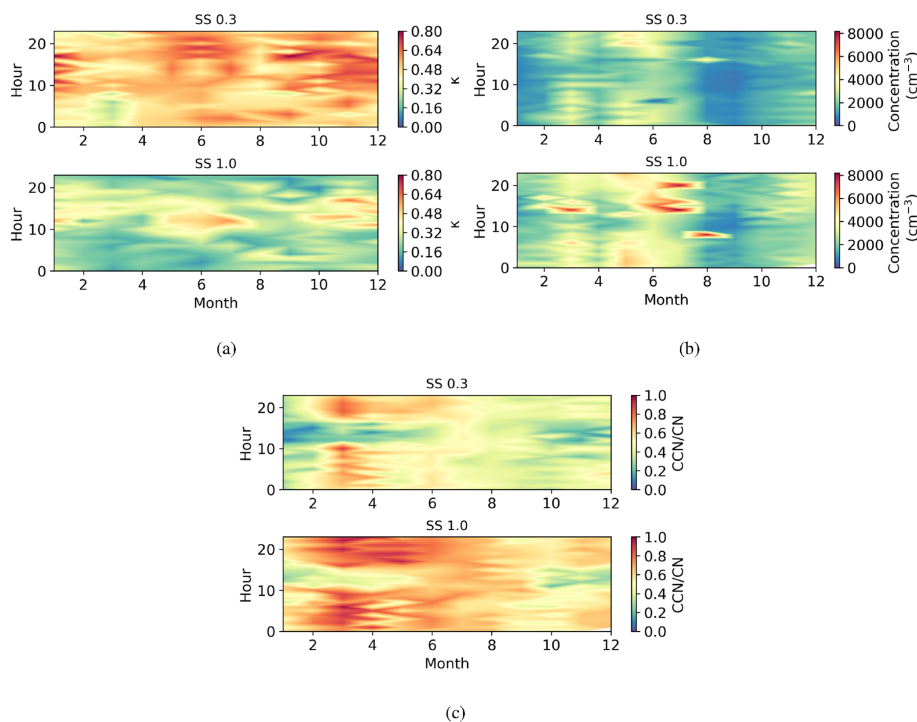 SS 0.3
Hour
20
10
0
2 4 6 8 10 12
0.80
0.64
0.48
0.32
0.16
0.00
κ
SS 1.0
Hour
20
10
0
2 4 6 8 10 12
Month
0.80
0.64
0.48
0.32
0.16
0.00
κ
(a)
SS 0.3
Hour
20
10
0
2 4 6 8 10 12
8000
6000
4000
2000
0
Concentration
(cm⁻³)
SS 1.0
Hour
20
10
0
2 4 6 8 10 12
Month
8000
6000
4000
2000
0
Concentration
(cm⁻³)
(b)
SS 0.3
Hour
20
10
0
2 4 6 8 10 12
1.0
0.8
0.6
0.4
0.2
0.0
CCN/CN
SS 1.0
Hour
20
10
0
2 4 6 8 10 12
Month
1.0
0.8
0.6
0.4
0.2
0.0
CCN/CN
(c)